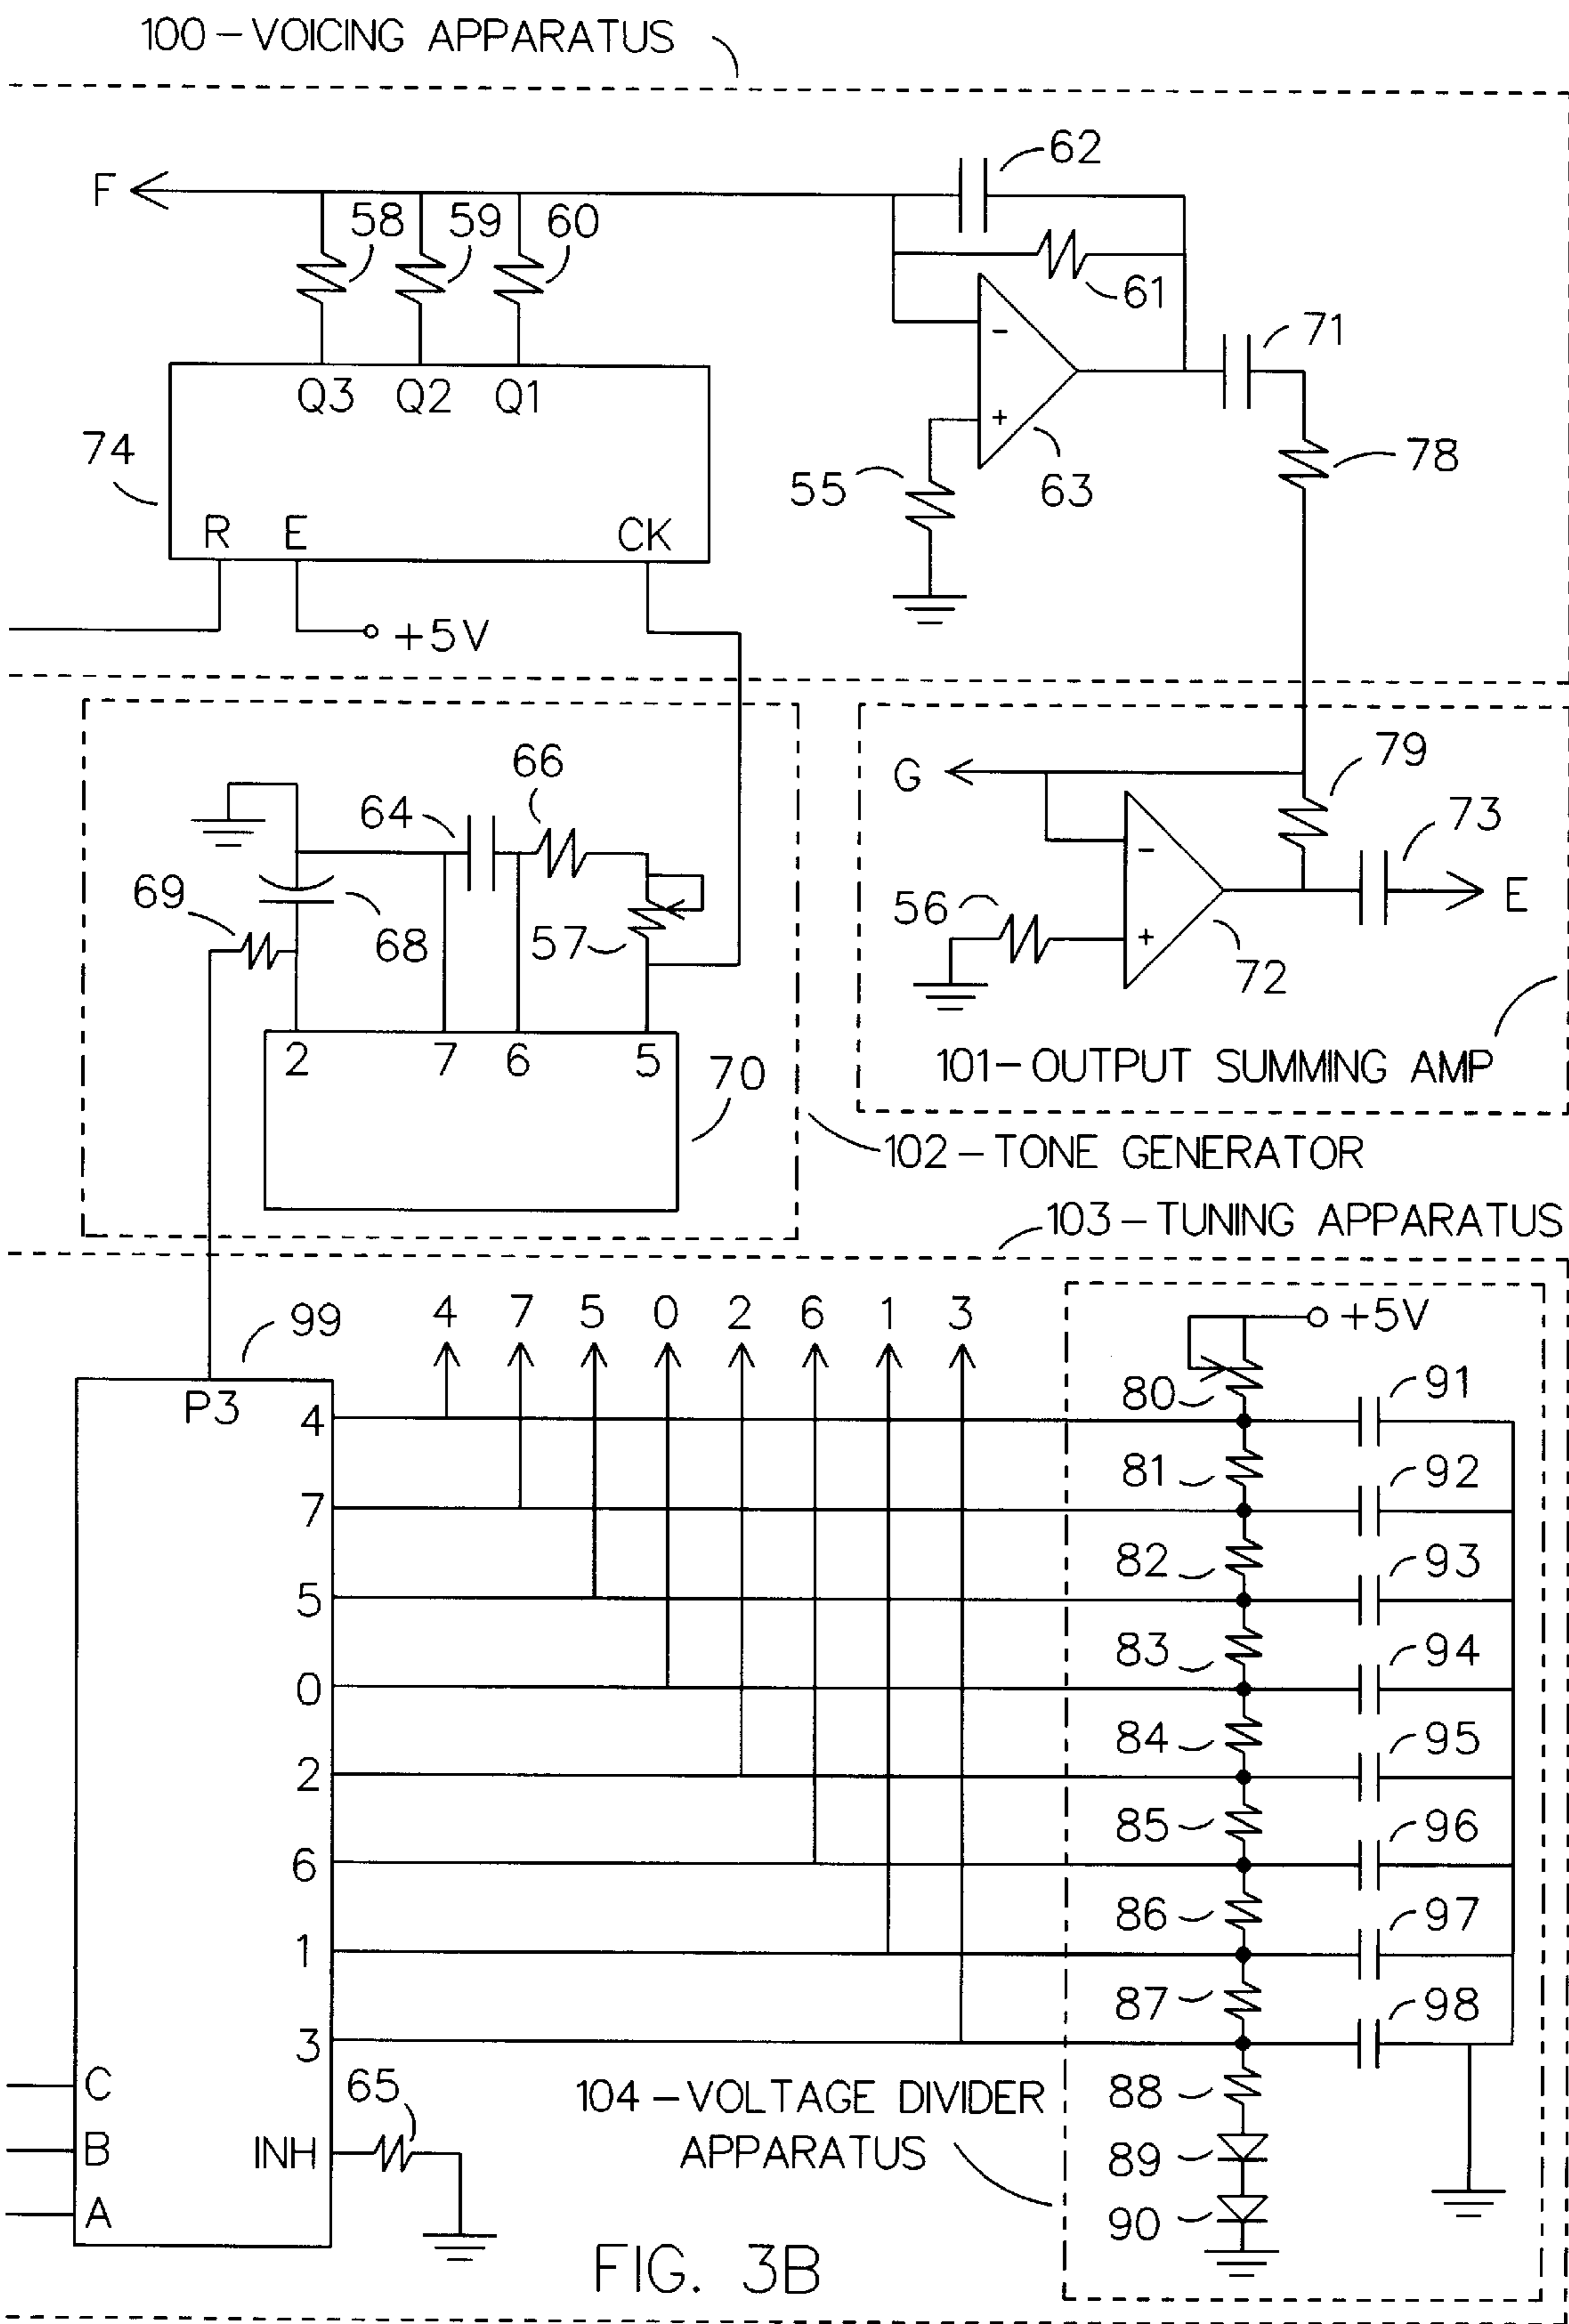 100-VOICING APPARATUS
62
F
58 59 60
61
71
Q3 Q2 Q1
74
78
55
63
R E CK
+5V
66
79
G
64
73
69
56
E
68
57
72
2 7 6 5
70
101-OUTPUT SUMMING AMP
102-TONE GENERATOR
103-TUNING APPARATUS
99
4 7 5 0 2 6 1 3
+5V
P3
80
91
4
81
92
7
82
93
5
83
94
0
84
95
2
85
96
6
86
97
1
87
98
3
C
65
104-VOLTAGE DIVIDER
88
B
INH
APPARATUS
89
A
90
FIG. 3B